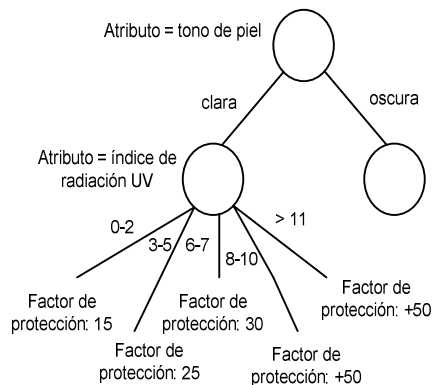 Atributo = tono de piel
clara
oscura
Atributo = índice de
radiación UV
0-2
3-5
6-7
8-10
> 11
Factor de
protección: 15
Factor de
protección: 25
Factor de
protección: 30
Factor de
protección: +50
Factor de
protección: +50